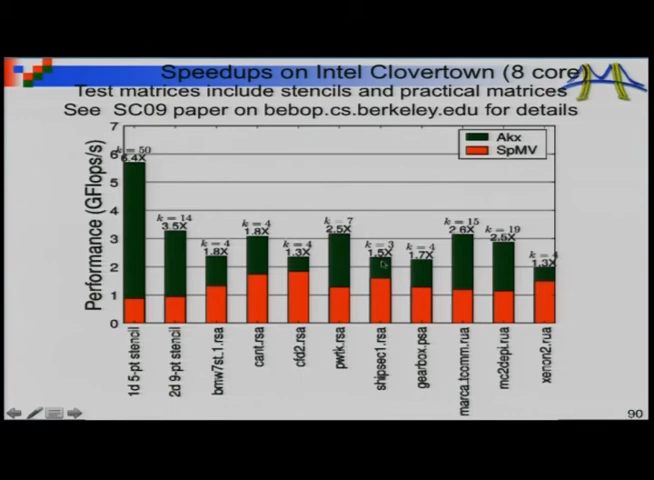 Speedups on Intel Clovertown (8 core)
Test matrices include stencils and practical matrices
See SC09 paper on bebop.cs.berkeley.edu for details
Performance (GFlops/s)
7
6
5
4
3
2
1
0
Akx
SpMV
k = 50
6.4X
k = 14
3.5X
k = 4
1.8X
k = 4
1.8X
k = 4
1.3X
k = 7
2.5X
k = 3
1.5X
k = 4
1.7X
k = 15
2.6X
k = 19
2.5X
k = 4
1.3X
1d 5-pt stencil
2d 9-pt stencil
bmw7st_1.rsa
cant.rsa
cfd2.rsa
pwtk.rsa
shipsec1.rsa
gearbox.psa
marca_tcomm.rua
mc2depi.rua
xenon2.rua
90